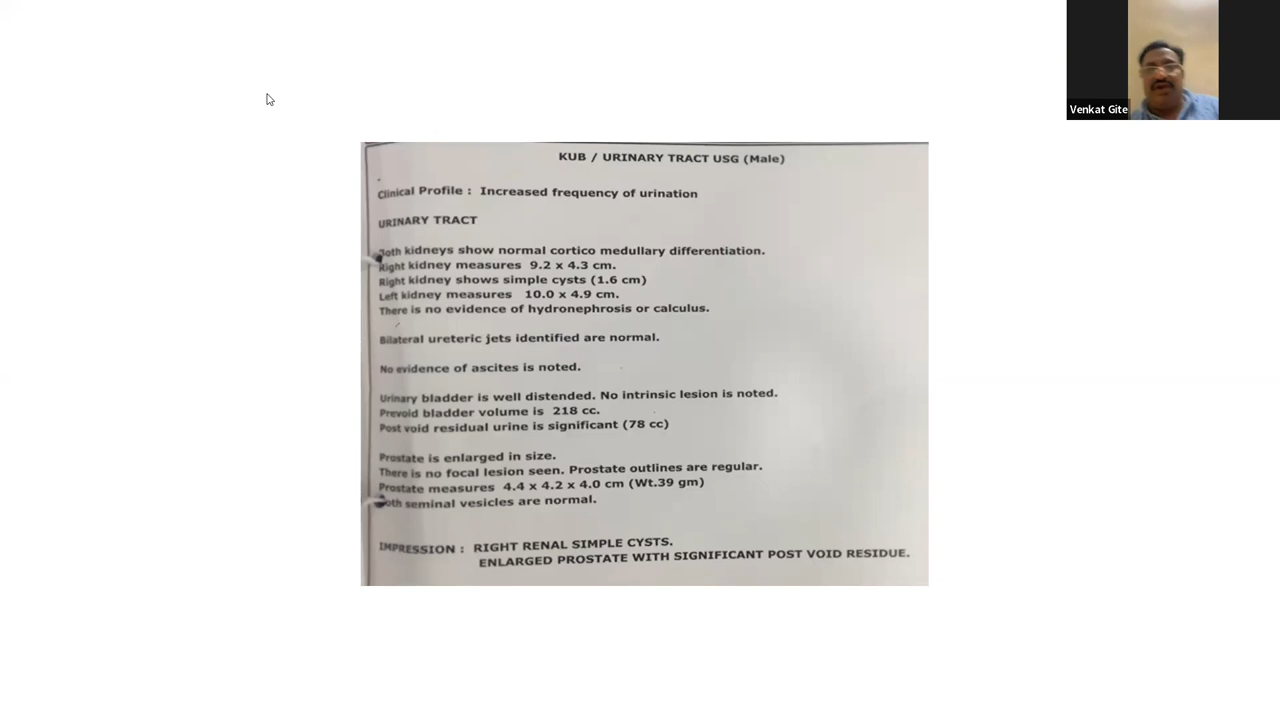 Venkat Gite
KUB / URINARY TRACT USG (Male)
Clinical Profile : Increased frequency of urination
URINARY TRACT
Both kidneys show normal cortico medullary differentiation.
Right kidney measures 9.2 x 4.3 cm.
Right kidney shows simple cysts (1.6 cm)
Left kidney measures 10.0 x 4.9 cm.
There is no evidence of hydronephrosis or calculus.
Bilateral ureteric jets identified are normal.
No evidence of ascites is noted.
Urinary bladder is well distended. No intrinsic lesion is noted.
Prevoid bladder volume is 218 cc.
Post void residual urine is significant (78 cc)
Prostate is enlarged in size.
There is no focal lesion seen. Prostate outlines are regular.
Prostate measures 4.4 x 4.2 x 4.0 cm (Wt.39 gm)
Both seminal vesicles are normal.
IMPRESSION : RIGHT RENAL SIMPLE CYSTS.
ENLARGED PROSTATE WITH SIGNIFICANT POST VOID RESIDUE.